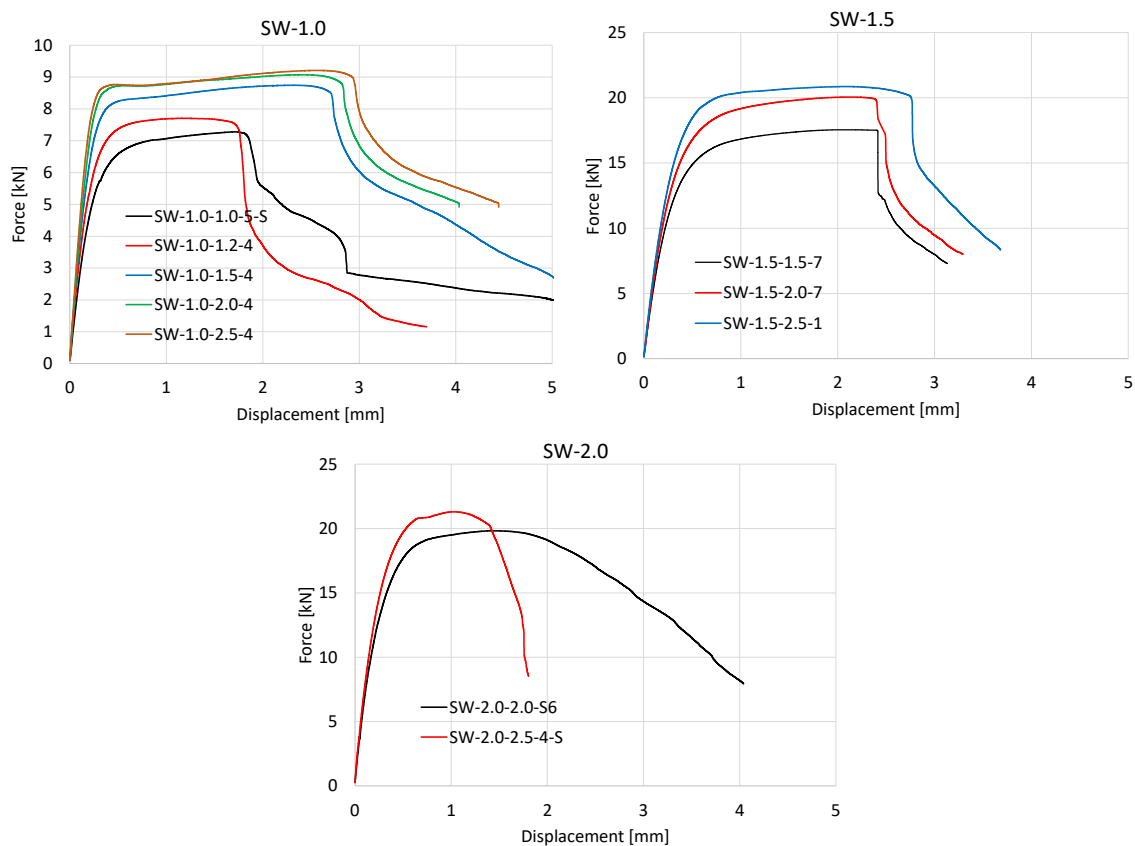 SW-1.0
10
9
8
7
6
5
4
3
2
1
0
Force [kN]
SW-1.0-1.0-5-S
SW-1.0-1.2-4
SW-1.0-1.5-4
SW-1.0-2.0-4
SW-1.0-2.5-4
0 1 2 3 4 5
Displacement [mm]
SW-1.5
25
20
15
10
5
0
Force [kN]
SW-1.5-1.5-7
SW-1.5-2.0-7
SW-1.5-2.5-1
0 1 2 3 4 5
Displacement [mm]
SW-2.0
25
20
15
10
5
0
Force [kN]
SW-2.0-2.0-S6
SW-2.0-2.5-4-S
0 1 2 3 4 5
Displacement [mm]